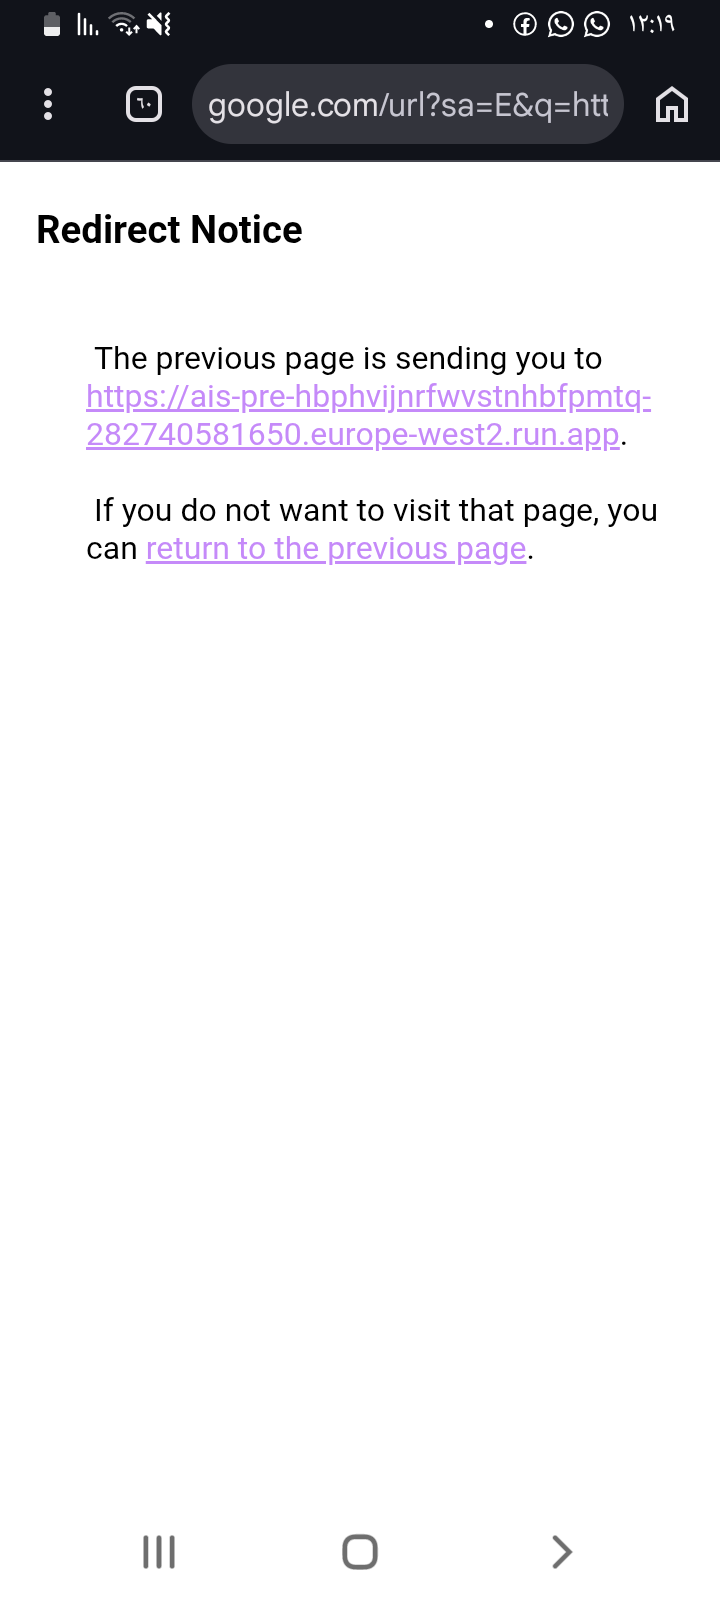 ١٢:١٩
٦٠
google.com/url?sa=E&q=htt
Redirect Notice
The previous page is sending you to
https://ais-pre-hbphvijnrfwvstnhbfpmtq-
282740581650.europe-west2.run.app.
If you do not want to visit that page, you
can return to the previous page.